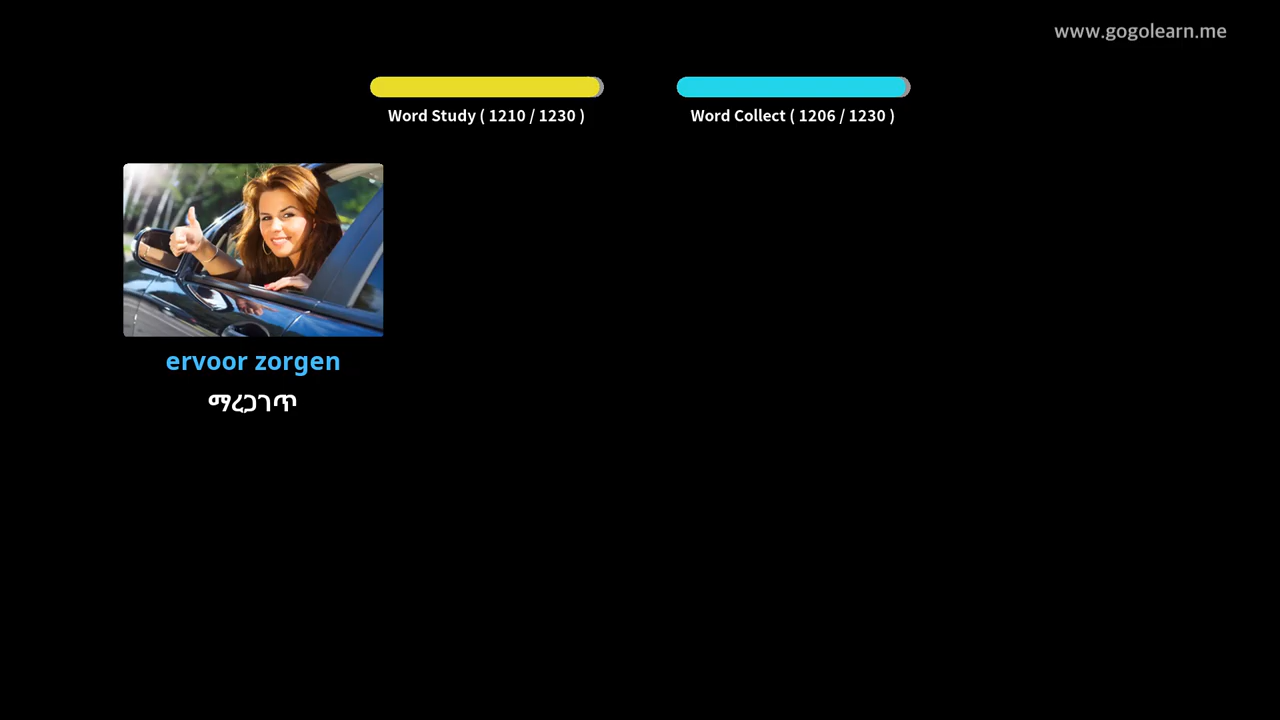 www.gogolearn.me
Word Study ( 1210 / 1230 )
Word Collect ( 1206 / 1230 )
ervoor zorgen
ማረጋገጥ